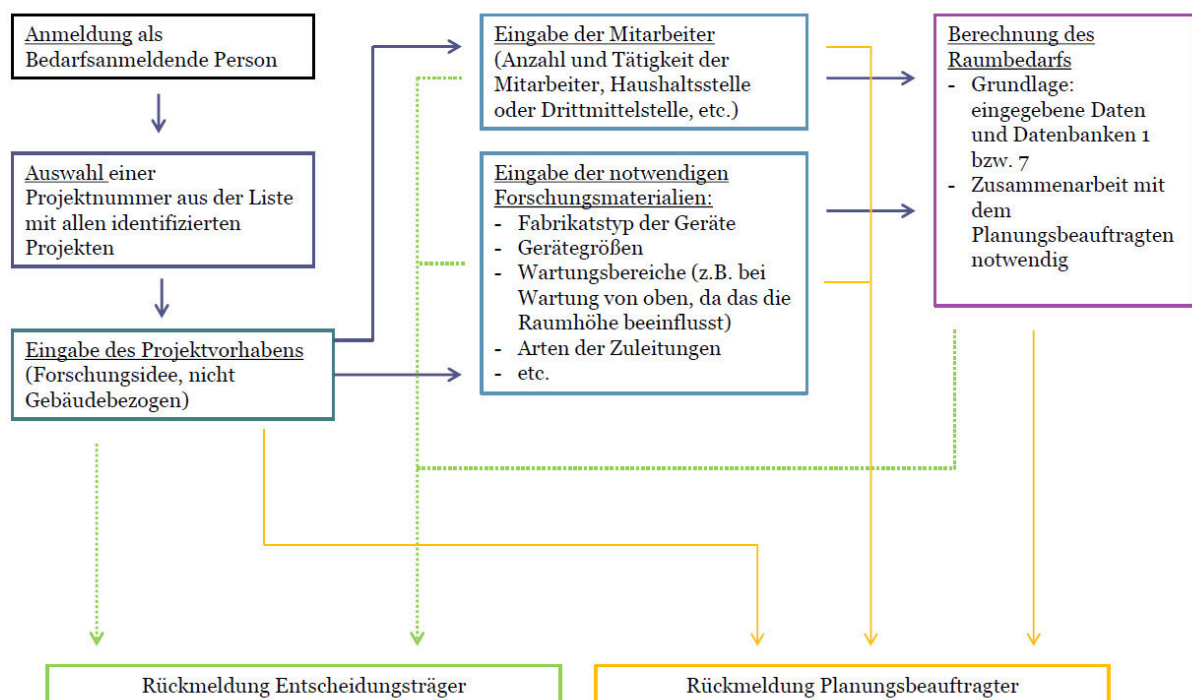 Anmeldung als
Bedarfsanmeldende Person
Auswahl einer
Projektnummer aus der Liste
mit allen identifizierten
Projekten
Eingabe des Projektvorhabens
(Forschungsidee, nicht
Gebäudebezogen)
Eingabe der Mitarbeiter
(Anzahl und Tätigkeit der
Mitarbeiter, Haushaltsstelle
oder Drittmittelstelle, etc.)
Eingabe der notwendigen
Forschungsmaterialien:
- Fabrikatstyp der Geräte
- Gerätegrößen
- Wartungsbereiche (z.B. bei
Wartung von oben, da das die
Raumhöhe beeinflusst)
- Arten der Zuleitungen
- etc.
Berechnung des
Raumbedarfs
- Grundlage:
eingegebene Daten
und Datenbanken 1
bzw. 7
- Zusammenarbeit mit
dem
Planungsbeauftragten
notwendig
Rückmeldung Entscheidungsträger
Rückmeldung Planungsbeauftragter